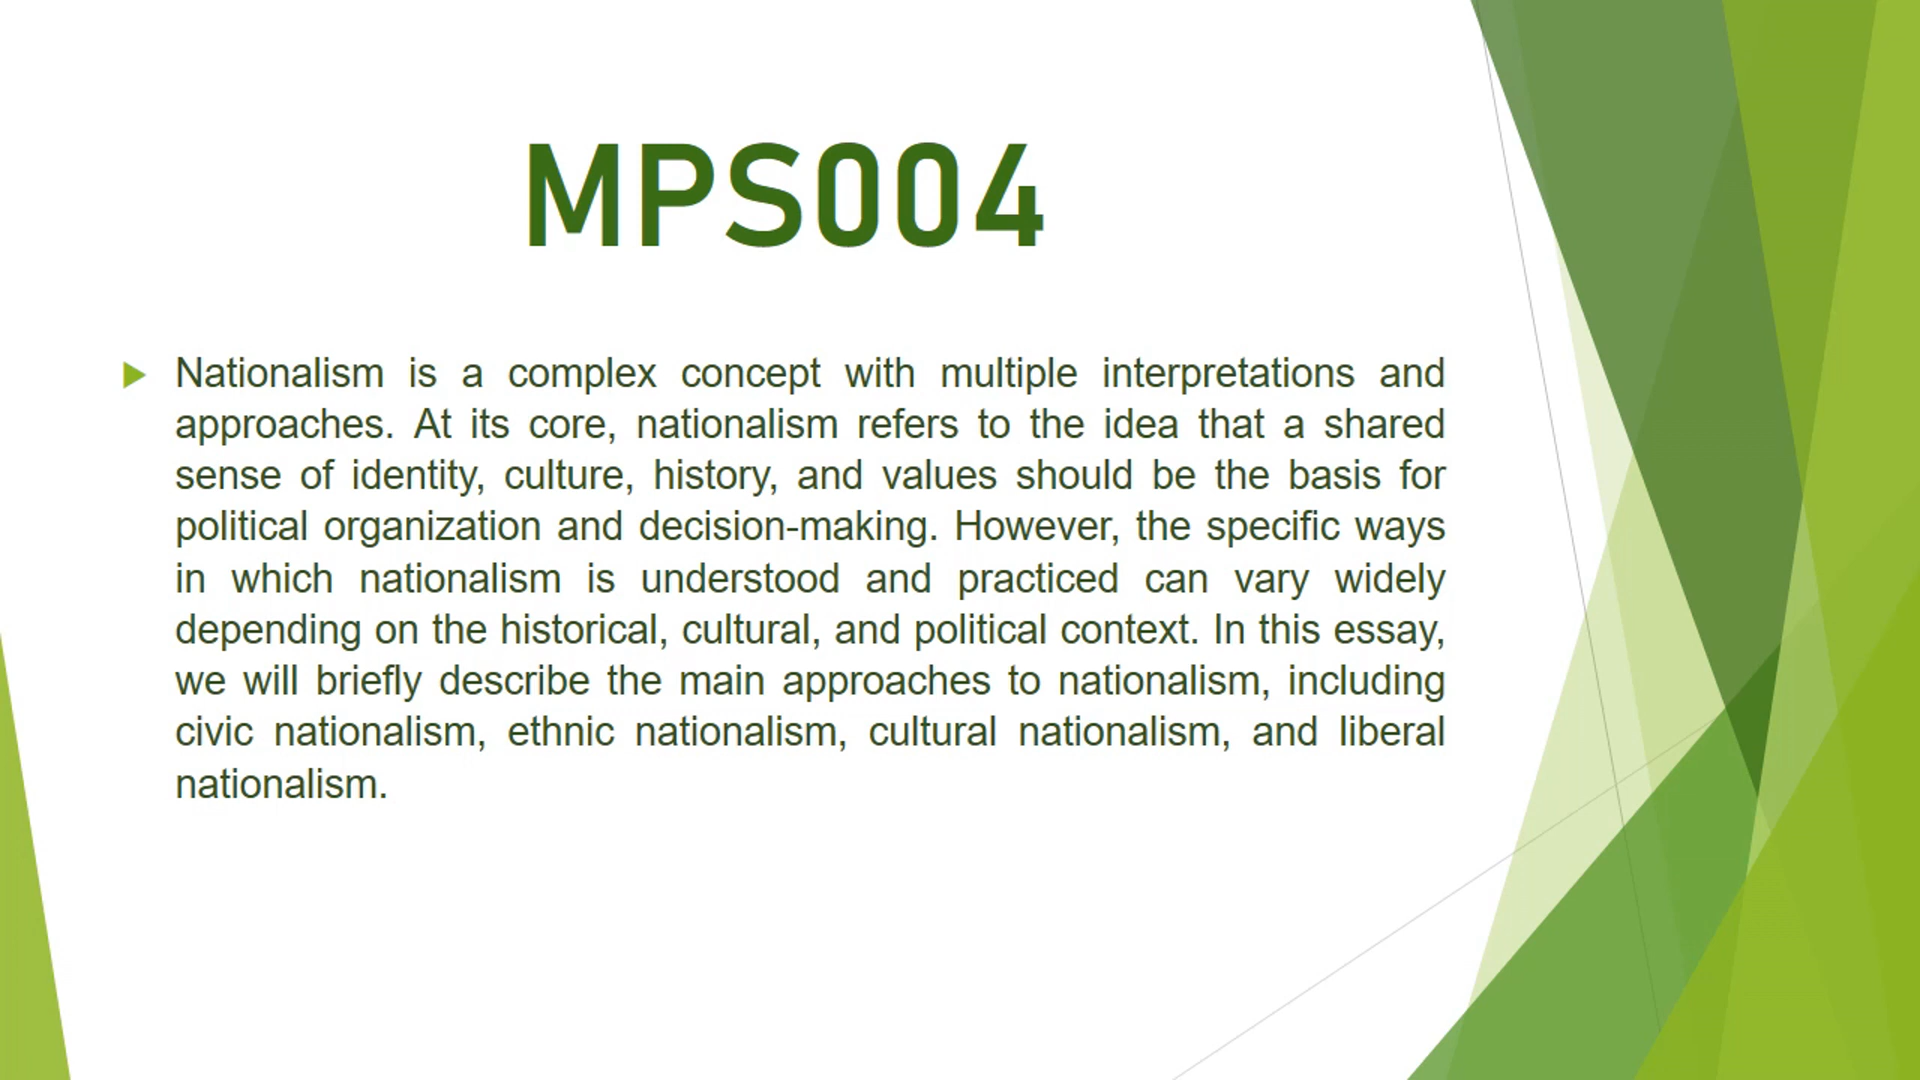 MPS004
Nationalism is a complex concept with multiple interpretations and
approaches. At its core, nationalism refers to the idea that a shared
sense of identity, culture, history, and values should be the basis for
political organization and decision-making. However, the specific ways
in which nationalism is understood and practiced can vary widely
depending on the historical, cultural, and political context. In this essay,
we will briefly describe the main approaches to nationalism, including
civic nationalism, ethnic nationalism, cultural nationalism, and liberal
nationalism.